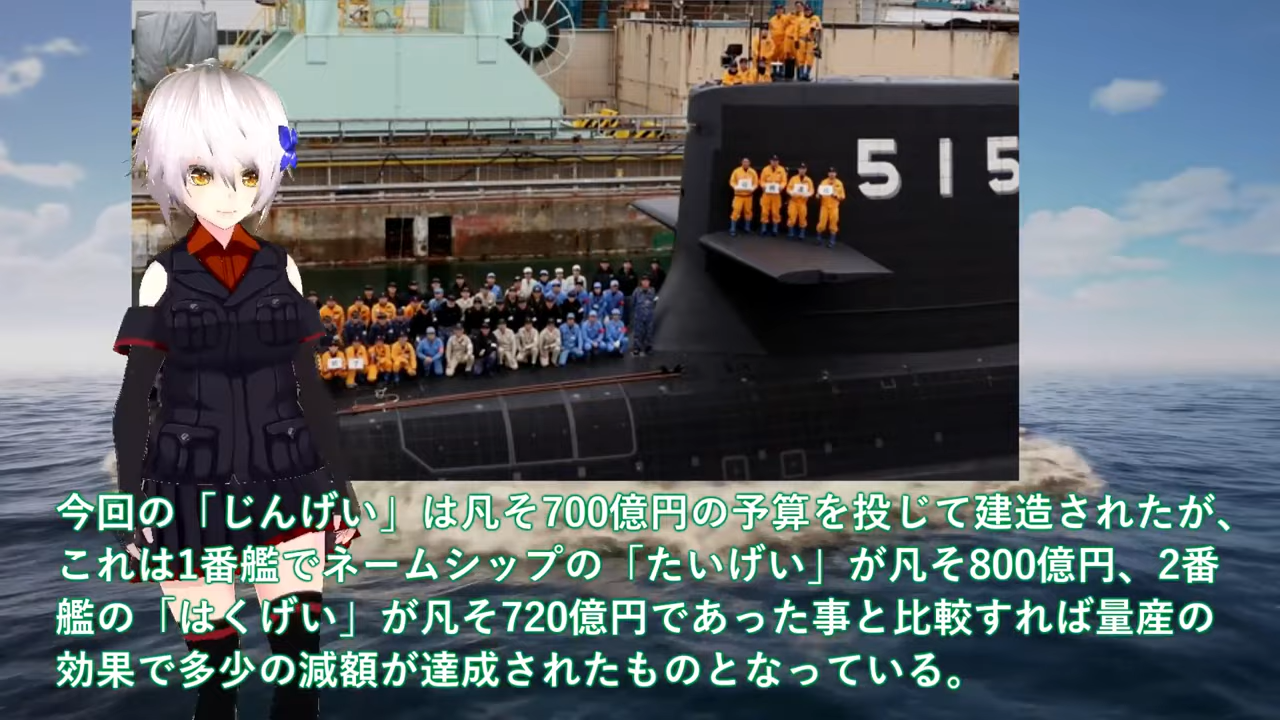 515
今回の「じんげい」は凡そ700億円の予算を投じて建造されたが、
これは1番艦でネームシップの「たいげい」が凡そ800億円、2番
艦の「はくげい」が凡そ720億円であった事と比較すれば量産の
効果で多少の減額が達成されたものとなっている。